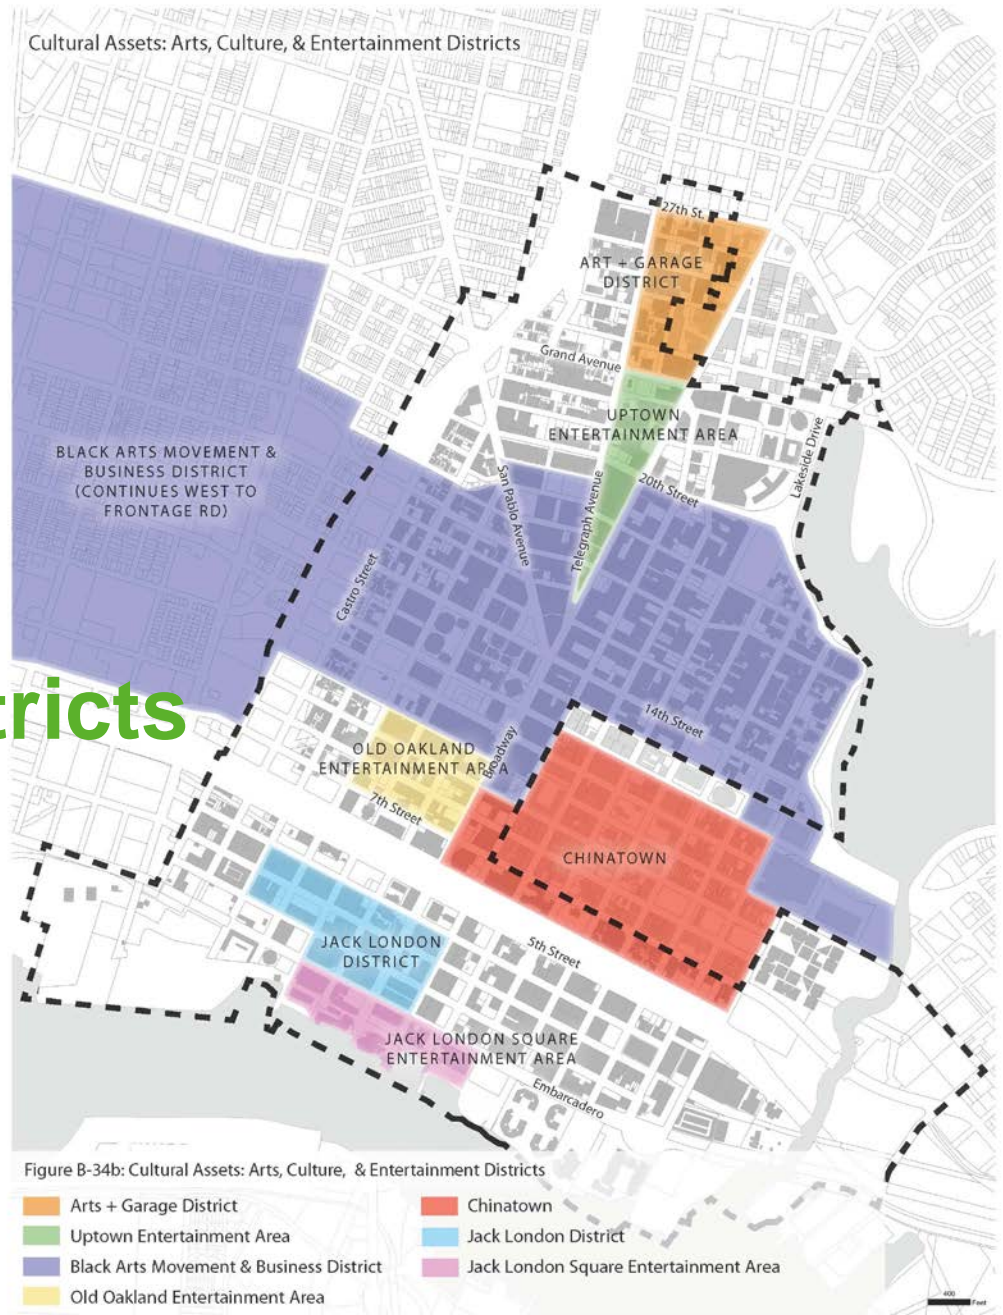 Cultural Assets: Arts, Culture, & Entertainment Districts
27th St.
ART + GARAGE
DISTRICT
Grand Avenue
UPTOWN
ENTERTAINMENT AREA
Lakeside Drive
BLACK ARTS MOVEMENT &
BUSINESS DISTRICT
(CONTINUES WEST TO
FRONTAGE RD)
San Pablo Avenue
Telegraph Avenue
20th Street
Castro Street
tricts
14th Street
OLD OAKLAND
ENTERTAINMENT AREA
Broadway
7th Street
CHINATOWN
JACK LONDON
DISTRICT
5th Street
JACK LONDON SQUARE
ENTERTAINMENT AREA
Embarcadero
Figure B-34b: Cultural Assets: Arts, Culture, & Entertainment Districts
Arts + Garage District
Uptown Entertainment Area
Black Arts Movement & Business District
Old Oakland Entertainment Area
Chinatown
Jack London District
Jack London Square Entertainment Area
400
Feet